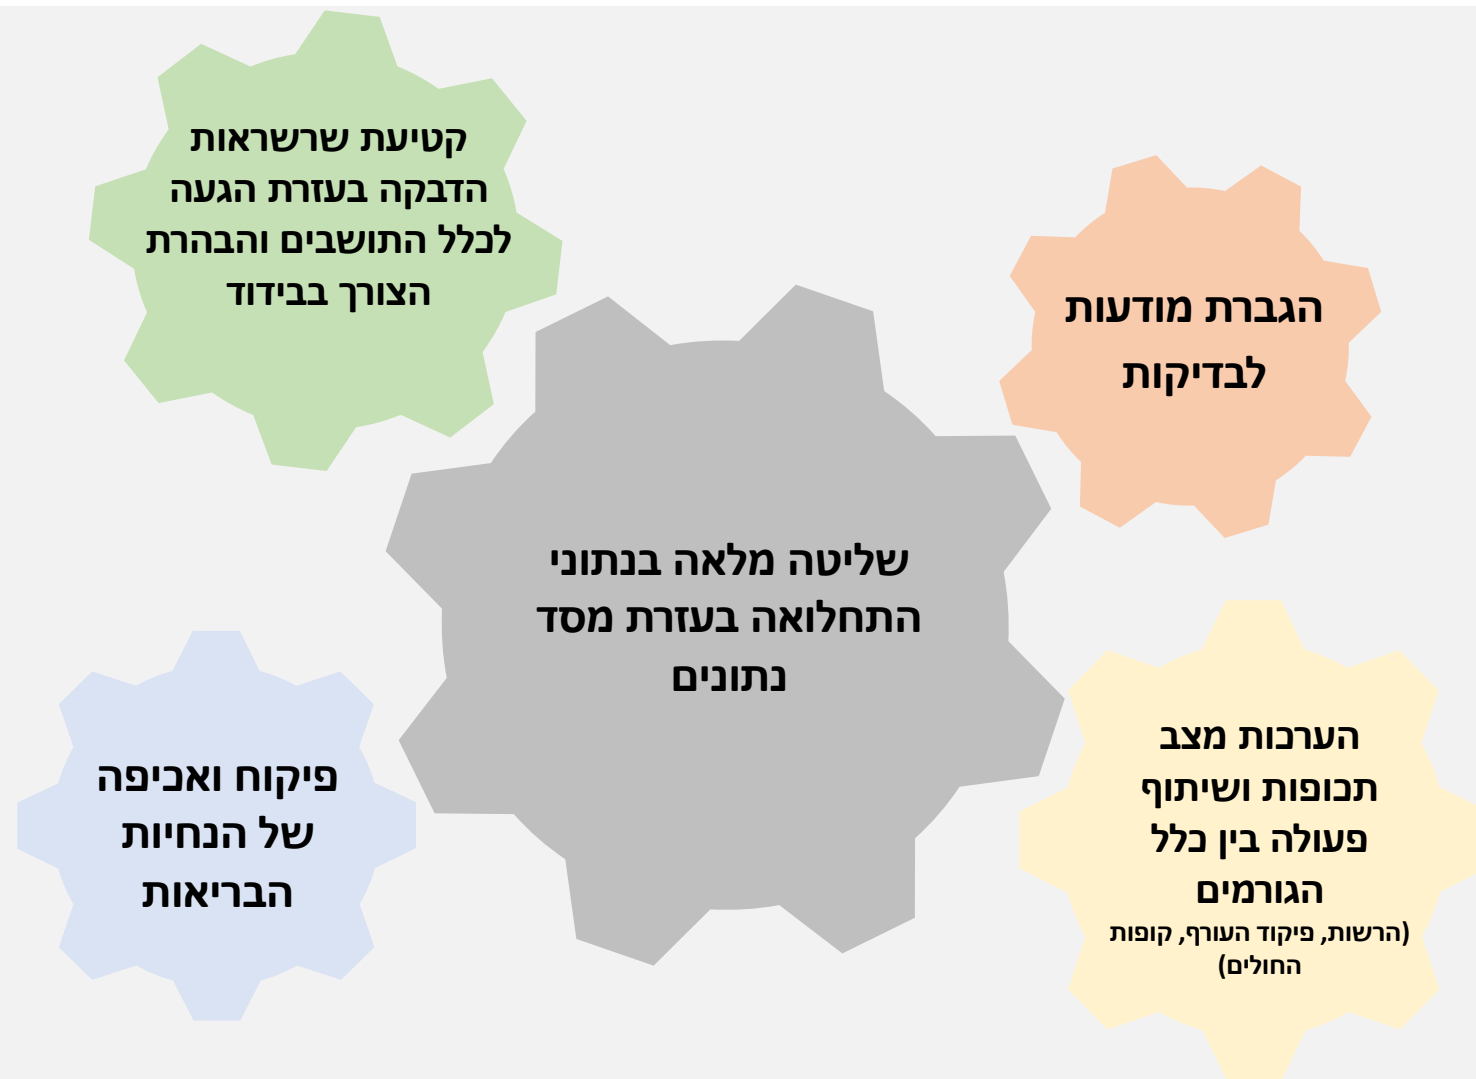 קטיעת שרשראות
הדבקה בעזרת הגעה
לכלל התושבים והבהרת
הצורך בבידוד
הגברת מודעות
לבדיקות
שליטה מלאה בנתוני
התחלואה בעזרת מסד
נתונים
הערכות מצב
תכופות ושיתוף
פעולה בין כלל
הגורמים
(הרשות, פיקוד העורף, קופות
החולים)
פיקוח ואכיפה
של הנחיות
הבריאות